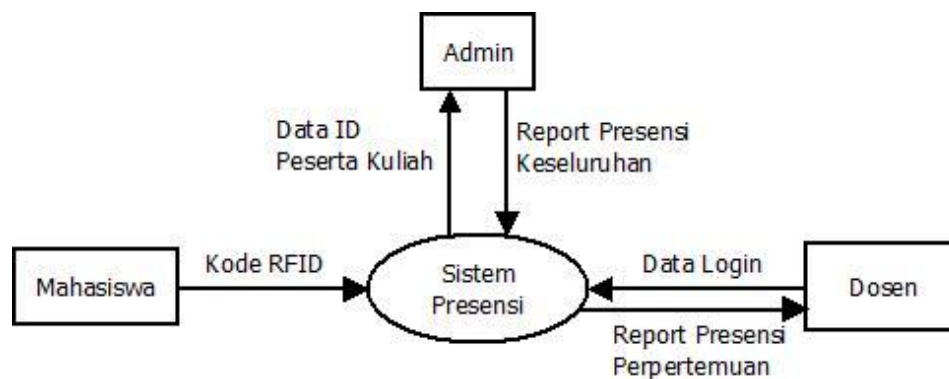 Admin
Data ID
Peserta Kuliah
Report Presensi
Keseluruhan
Mahasiswa
Kode RFID
Sistem
Presensi
Data Login
Dosen
Report Presensi
Perpertemuan